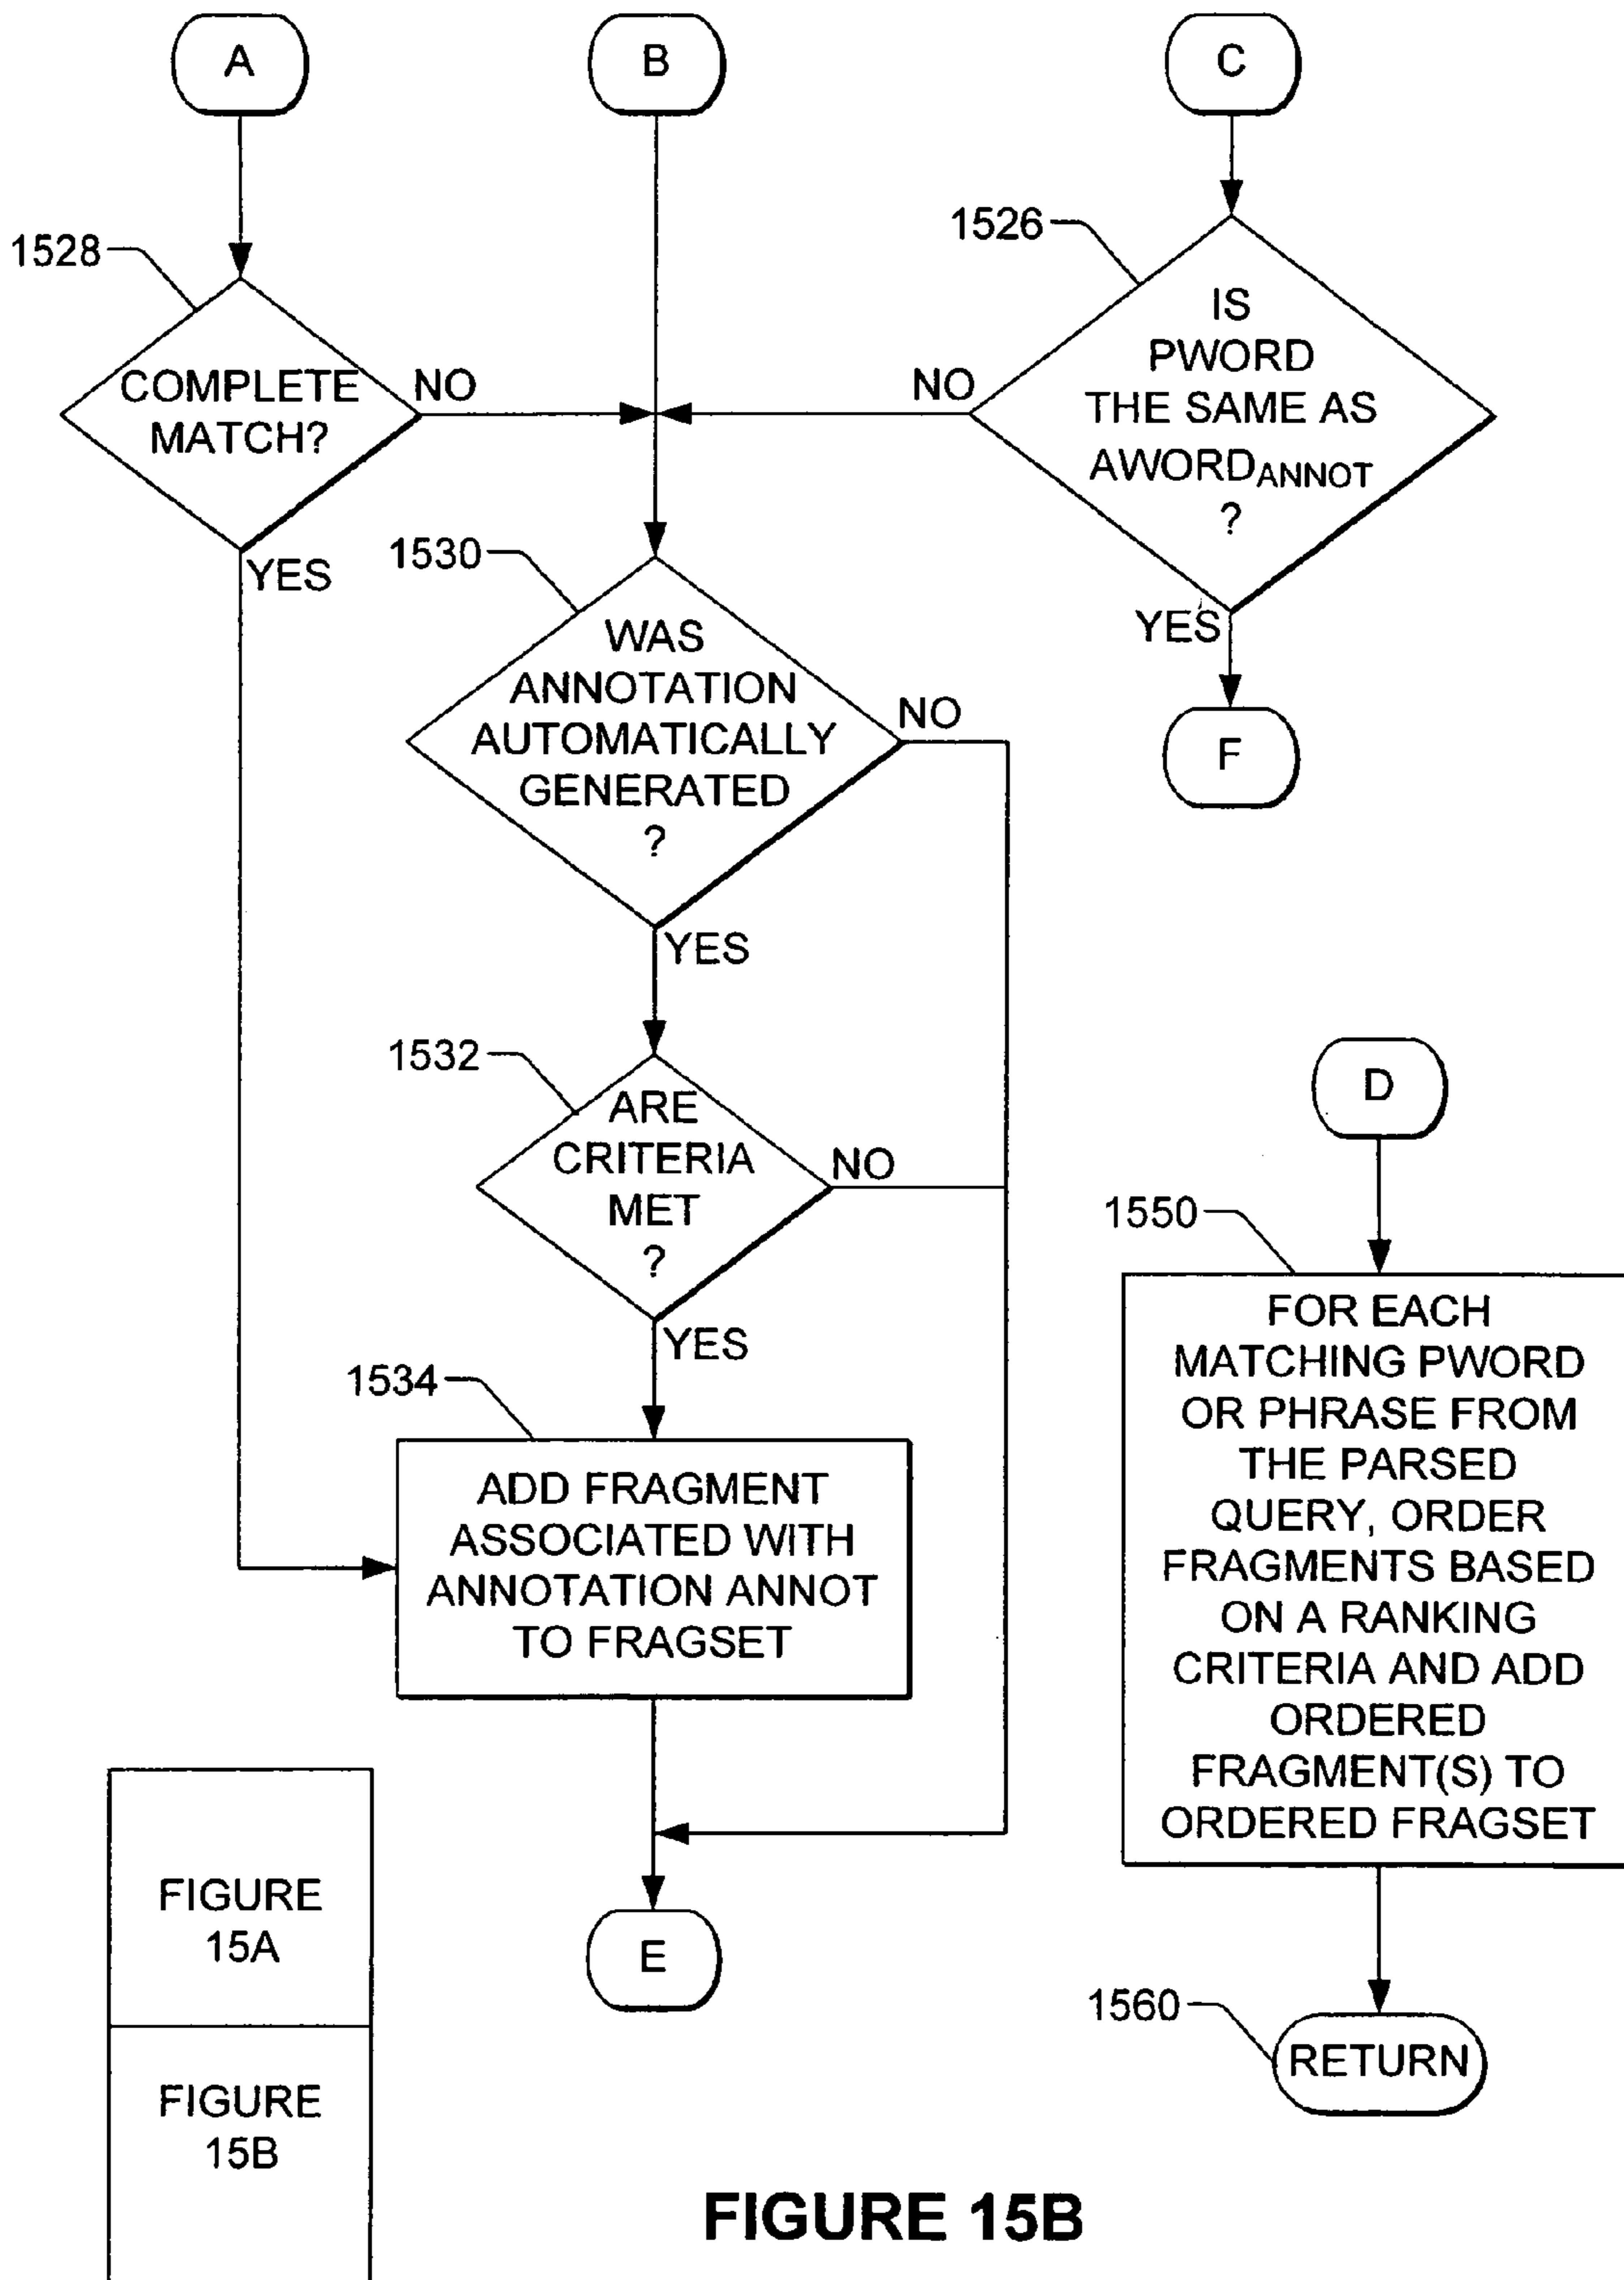 A
B
C
1528
COMPLETE
MATCH?
NO
YES
1526
IS
PWORD
THE SAME AS
AWORDANNOT
?
NO
YES
F
1530
WAS
ANNOTATION
AUTOMATICALLY
GENERATED
?
NO
YES
1532
ARE
CRITERIA
MET
?
NO
YES
1534
ADD FRAGMENT
ASSOCIATED WITH
ANNOTATION ANNOT
TO FRAGSET
E
D
1550
FOR EACH
MATCHING PWORD
OR PHRASE FROM
THE PARSED
QUERY, ORDER
FRAGMENTS BASED
ON A RANKING
CRITERIA AND ADD
ORDERED
FRAGMENT(S) TO
ORDERED FRAGSET
1560
RETURN
FIGURE
15A
FIGURE
15B
FIGURE 15B